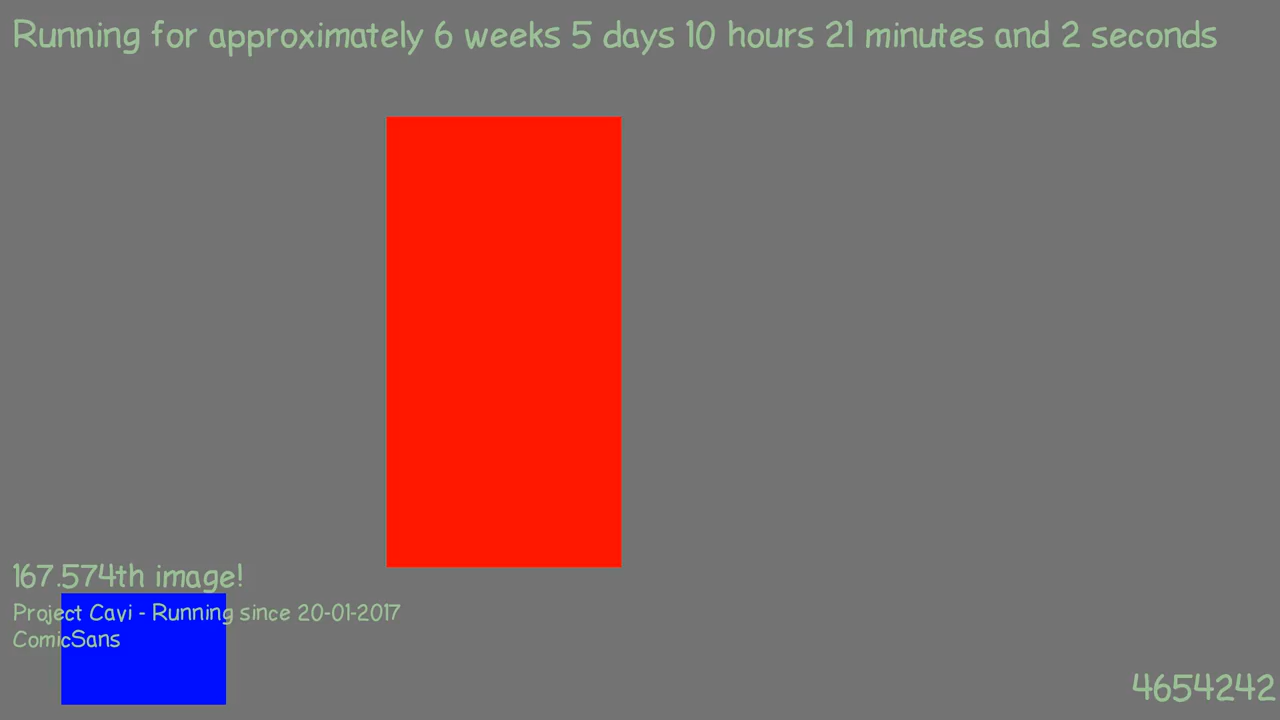 Running for approximately 6 weeks 5 days 10 hours 21 minutes and 2 seconds
167.574th image!
Project Cavi - Running since 20-01-2017
ComicSans
4654242